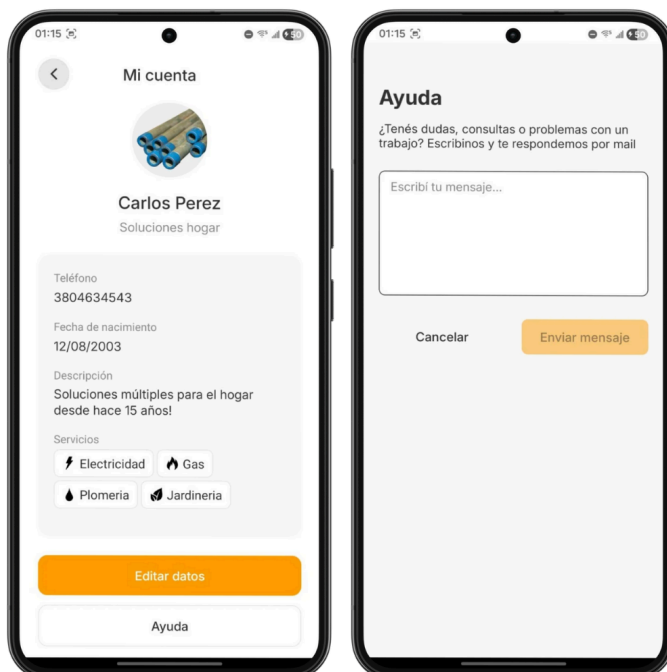 01:15
50
Mi cuenta
Carlos Perez
Soluciones hogar
Teléfono
3804634543
Fecha de nacimiento
12/08/2003
Descripción
Soluciones múltiples para el hogar
desde hace 15 años!
Servicios
Electricidad
Gas
Plomeria
Jardineria
Editar datos
Ayuda
01:15
50
Ayuda
¿Tenés dudas, consultas o problemas con un
trabajo? Escribinos y te respondemos por mail
Escribí tu mensaje...
Cancelar
Enviar mensaje